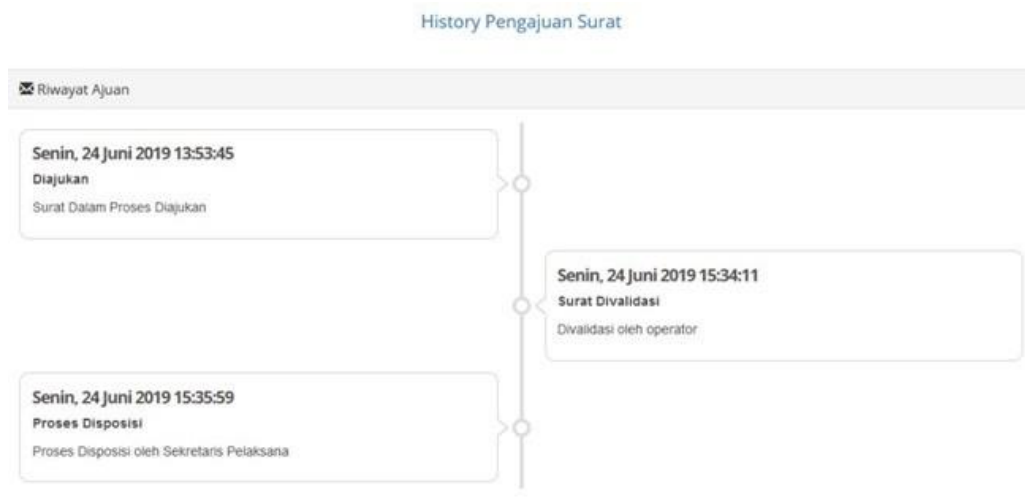 History Pengajuan Surat
Riwayat Ajuan
Senin, 24 Juni 2019 13:53:45
Diajukan
Surat Dalam Proses Diajukan
Senin, 24 Juni 2019 15:34:11
Surat Divalidasi
Divalidasi oleh operator
Senin, 24 Juni 2019 15:35:59
Proses Disposisi
Proses Disposisi oleh Sekretaris Pelaksana